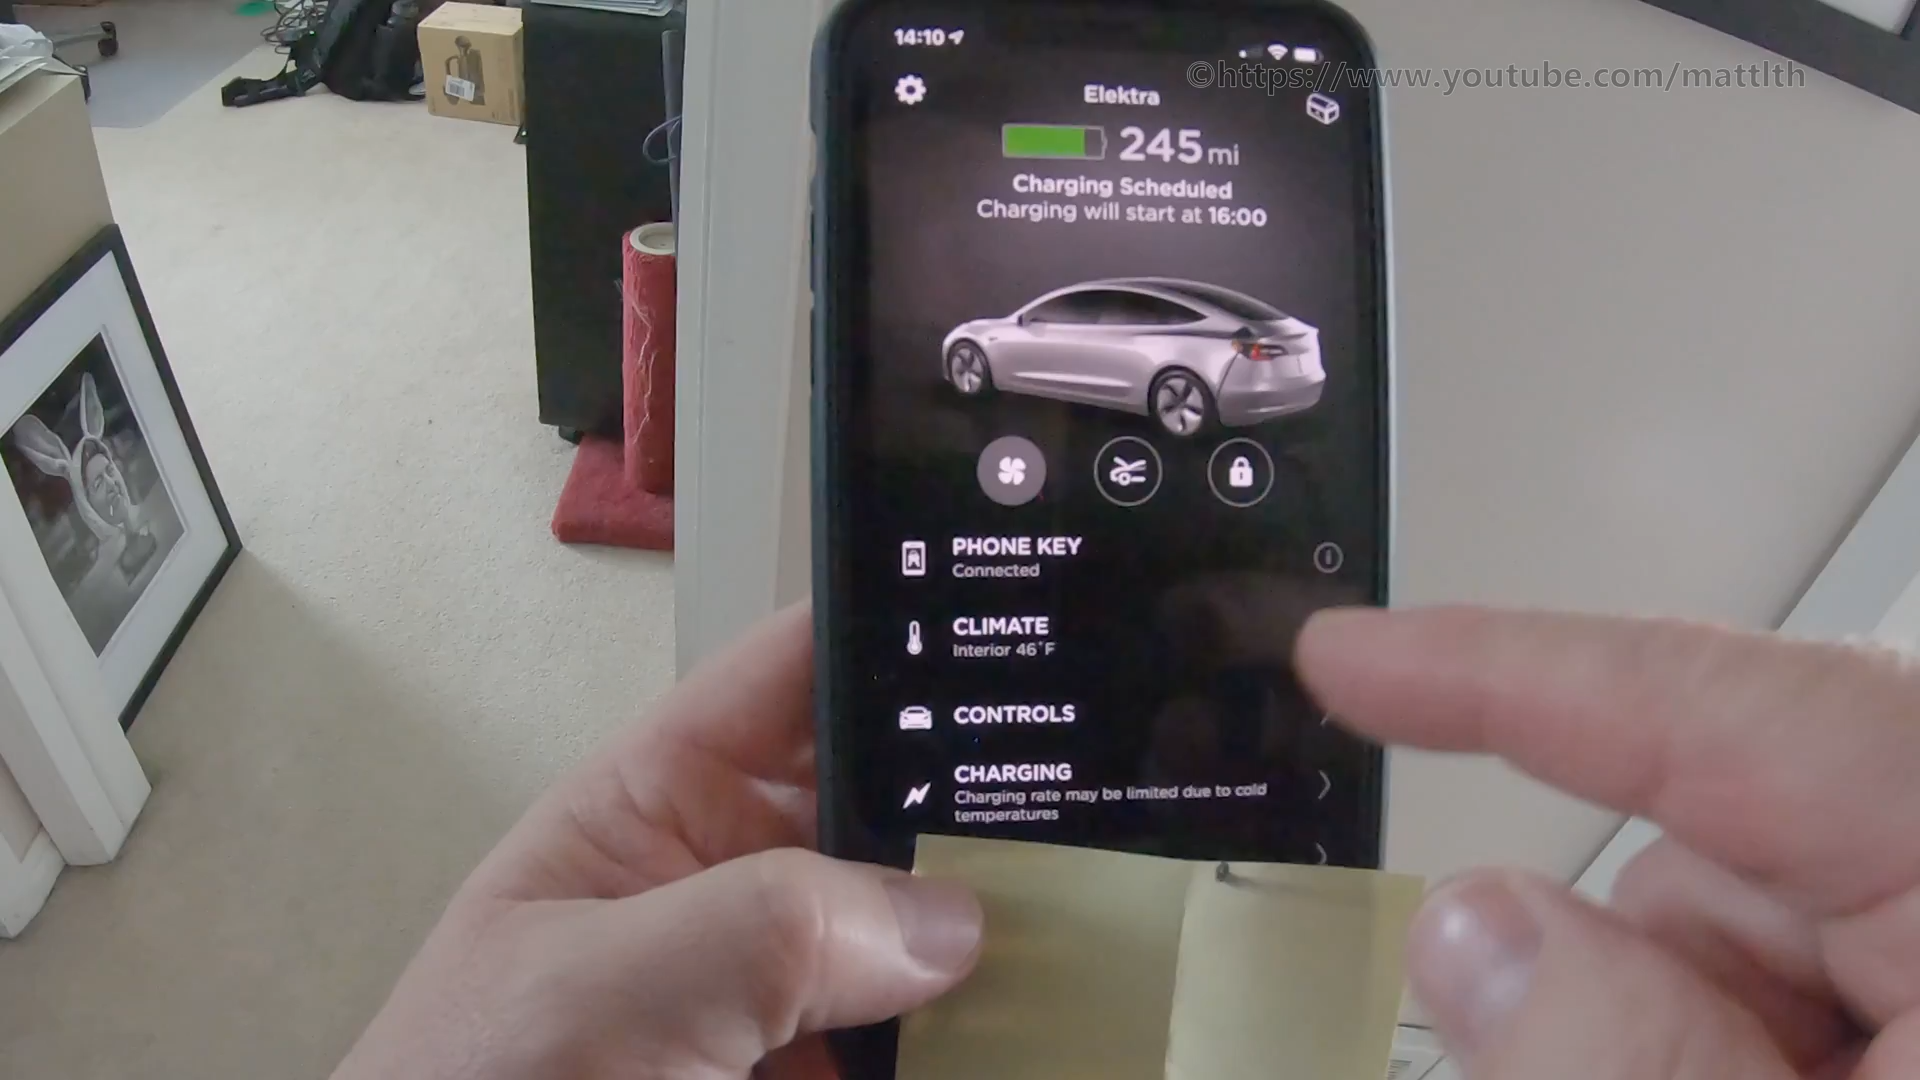 14:10
©https://www.youtube.com/mattlth
Elektra
245 mi
Charging Scheduled
Charging will start at 16:00
PHONE KEY
Connected
CLIMATE
Interior 46°F
CONTROLS
CHARGING
Charging rate may be limited due to cold
temperatures